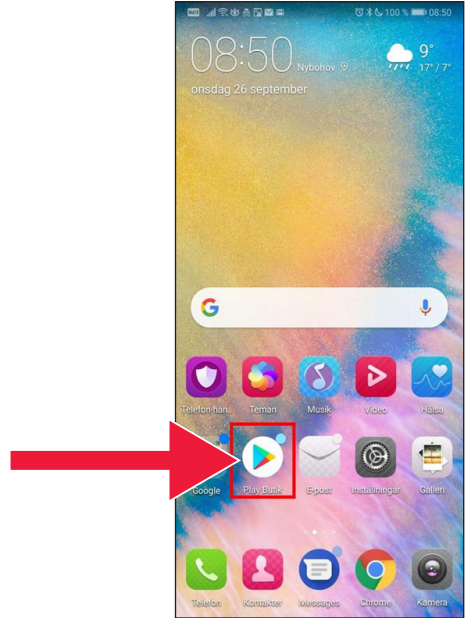 100 % 08:50
08:50
Nybohov
9°
17° / 7°
onsdag 26 september
G
Telefon-han..
Teman
Musik
Video
Hälsa
Google
Play Butik
E-post
Inställningar
Galleri
Telefon
Kontakter
Messages
Chrome
Kamera